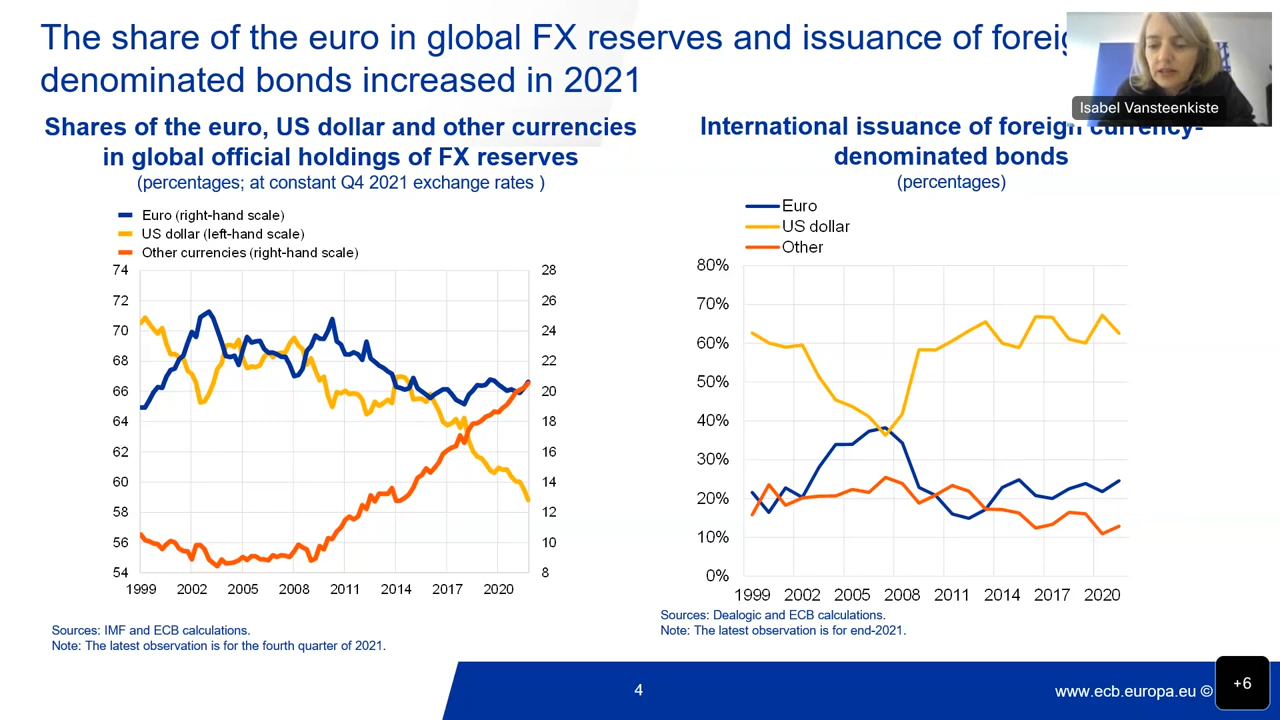 The share of the euro in global FX reserves and issuance of
denominated bonds increased in 2021
Isabel Vansteenkiste
Shares of the euro, US dollar and other currencies
in global official holdings of FX reserves
(percentages; at constant Q4 2021 exchange rates )
Euro (right-hand scale)
US dollar (left-hand scale)
Other currencies (right-hand scale)
74
72
70
68
66
64
62
60
58
56
54
28
26
24
22
20
18
16
14
12
10
8
1999 2002 2005 2008 2011 2014 2017 2020
Sources: IMF and ECB calculations.
Note: The latest observation is for the fourth quarter of 2021.
International issuance of foreign currency-
denominated bonds
(percentages)
Euro
US dollar
Other
80%
70%
60%
50%
40%
30%
20%
10%
0%
1999 2002 2005 2008 2011 2014 2017 2020
Sources: Dealogic and ECB calculations.
Note: The latest observation is for end-2021.
4
www.ecb.europa.eu ©
+6